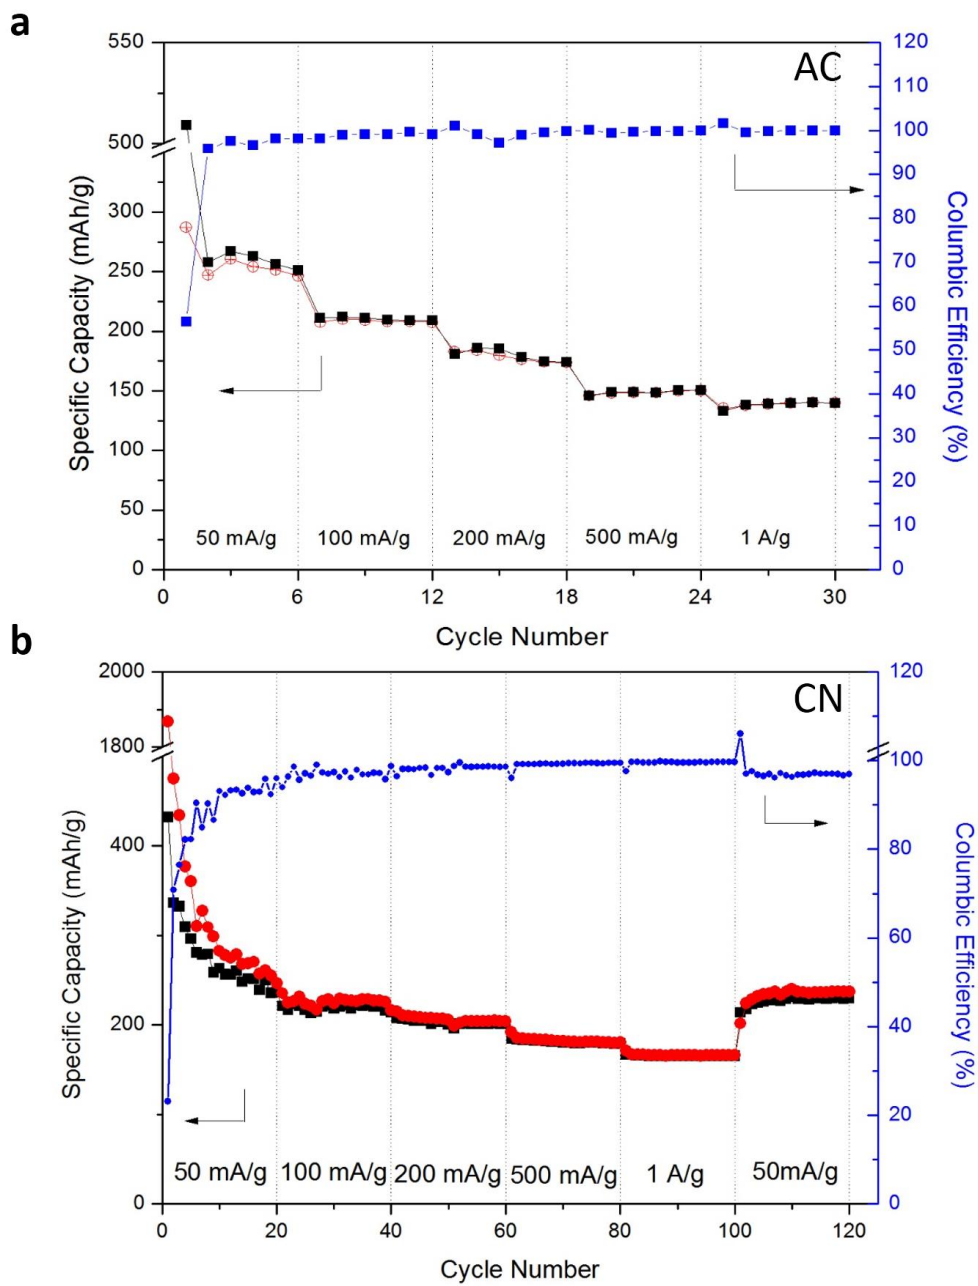 a
AC
550
500
300
250
200
150
100
50
0
Specific Capacity (mAh/g)
120
110
100
90
80
70
60
50
40
30
20
10
0
Columbic Efficiency (%)
50 mA/g 100 mA/g 200 mA/g 500 mA/g 1 A/g
0 6 12 18 24 30
Cycle Number
b
CN
2000
1800
400
200
0
Specific Capacity (mAh/g)
120
100
80
60
40
20
0
Columbic Efficiency (%)
50 mA/g 100 mA/g 200 mA/g 500 mA/g 1 A/g 50mA/g
0 20 40 60 80 100 120
Cycle Number